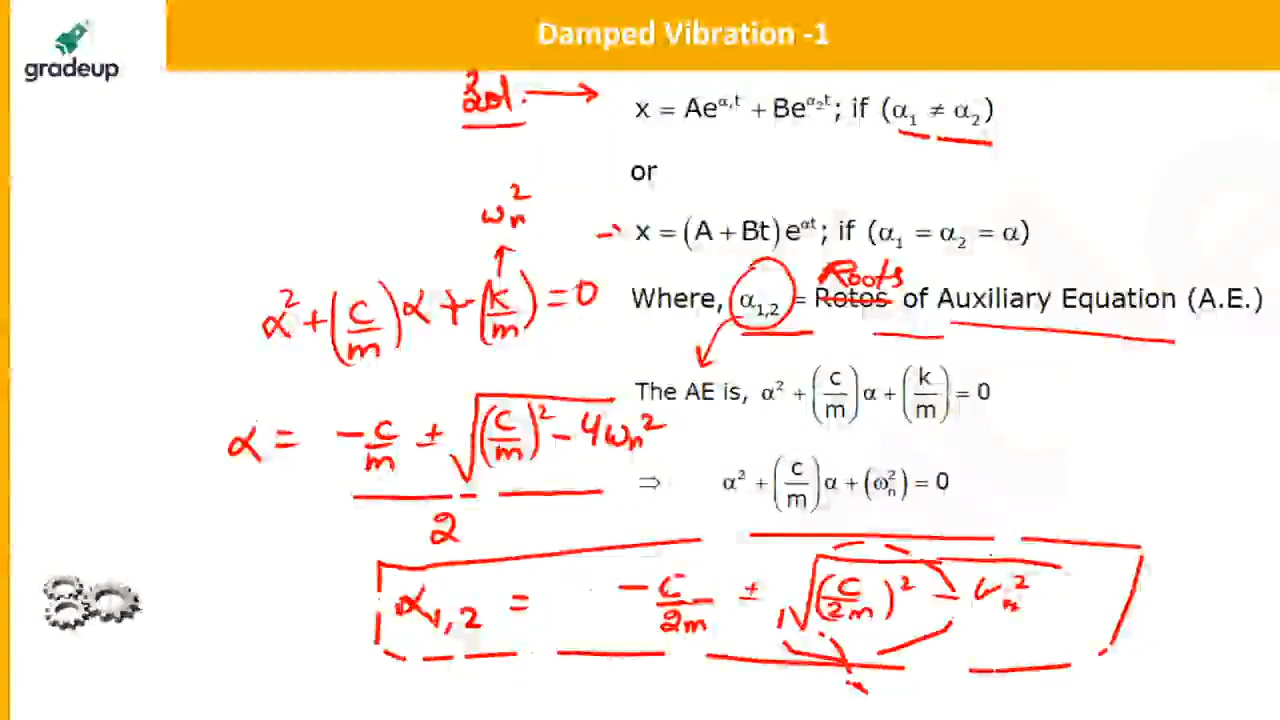 Damped Vibration -1
gradeup
Sol. →
x = Ae^α₁t + Be^α₂t; if (α₁ ≠ α₂)
or
x = (A + Bt) e^αt; if (α₁ = α₂ = α)
Where, α₁,₂ = Rotes Roots of Auxiliary Equation (A.E.)
ωn²
↑
α² + (c/m) α + (k/m) = 0
The AE is, α² + (c/m) α + (k/m) = 0
α = (-c/m ± √((c/m)² - 4ωn²)) / 2
⇒ α² + (c/m) α + (ωn²) = 0
α₁,₂ = -c/2m ± √((c/2m)² - ωn²)